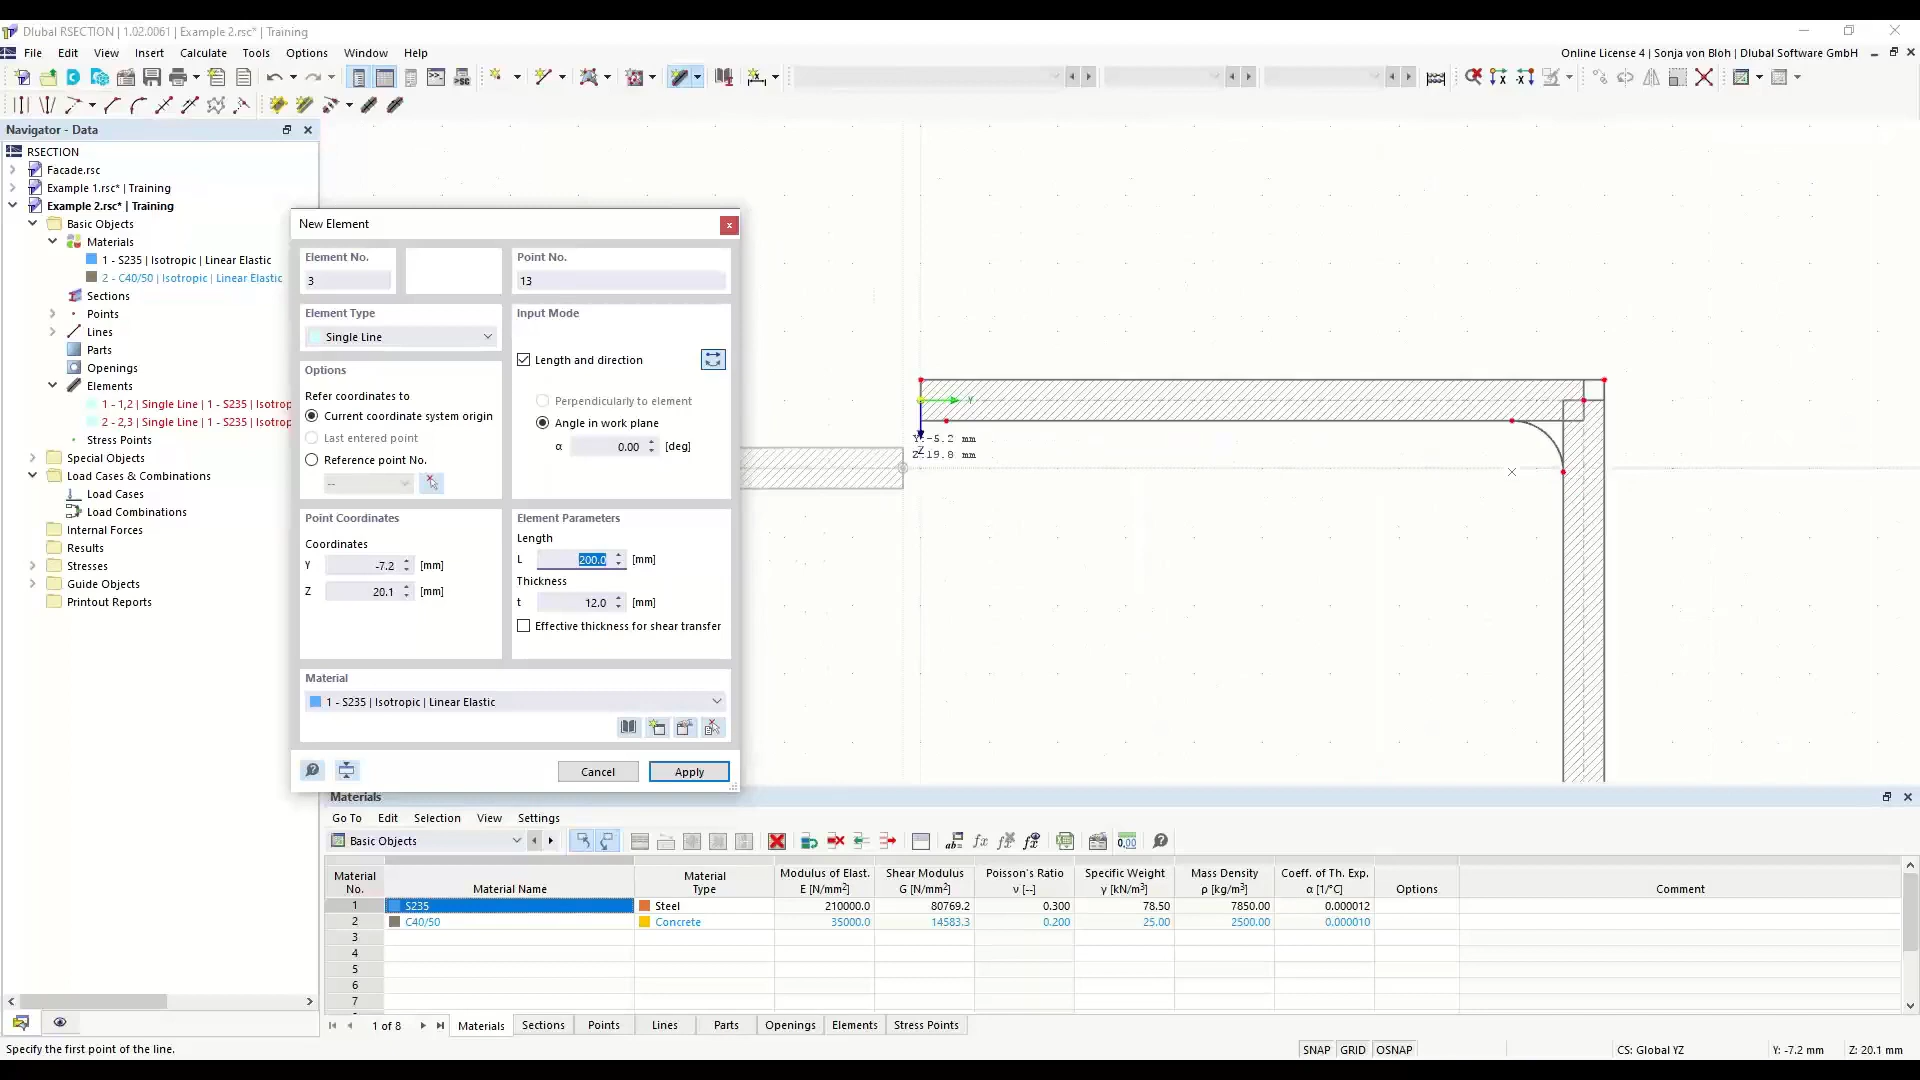 Dlubal RSECTION | 1.02.0061 | Example 2.rsc* | Training
File Edit View Insert Calculate Tools Options Window Help
Online License 4 | Sonja von Bloh | Dlubal Software GmbH
Navigator - Data
RSECTION
Facade.rsc
Example 1.rsc* | Training
Example 2.rsc* | Training
Basic Objects
Materials
1 - S235 | Isotropic | Linear Elastic
2 - C40/50 | Isotropic | Linear Elastic
Sections
Points
Lines
Parts
Openings
Elements
1 - 1,2 | Single Line | 1 - S235 | Isotrop
2 - 2,3 | Single Line | 1 - S235 | Isotrop
Stress Points
Special Objects
Load Cases & Combinations
Load Cases
Load Combinations
Internal Forces
Results
Stresses
Guide Objects
Printout Reports
New Element
Element No.
3
Point No.
13
Element Type
Single Line
Input Mode
Length and direction
Perpendicularly to element
Angle in work plane
α 0.00 [deg]
Options
Refer coordinates to
Current coordinate system origin
Last entered point
Reference point No.
--
Point Coordinates
Coordinates
Y -7.2 [mm]
Z 20.1 [mm]
Element Parameters
Length
L 200.0 [mm]
Thickness
t 12.0 [mm]
Effective thickness for shear transfer
Material
1 - S235 | Isotropic | Linear Elastic
Cancel Apply
Y
Y:-5.2 mm
Z:19.8 mm
Z
Materials
Go To Edit Selection View Settings
Basic Objects
Material No. Material Name Material Type Modulus of Elast. E [N/mm²] Shear Modulus G [N/mm²] Poisson's Ratio ν [--] Specific Weight γ [kN/m³] Mass Density ρ [kg/m³] Coeff. of Th. Exp. α [1/°C] Options Comment
1 S235 Steel 210000.0 80769.2 0.300 78.50 7850.00 0.000012
2 C40/50 Concrete 35000.0 14583.3 0.200 25.00 2500.00 0.000010
3
4
5
6
7
1 of 8 Materials Sections Points Lines Parts Openings Elements Stress Points
Specify the first point of the line.
SNAP GRID OSNAP CS: Global YZ Y: -7.2 mm Z: 20.1 mm